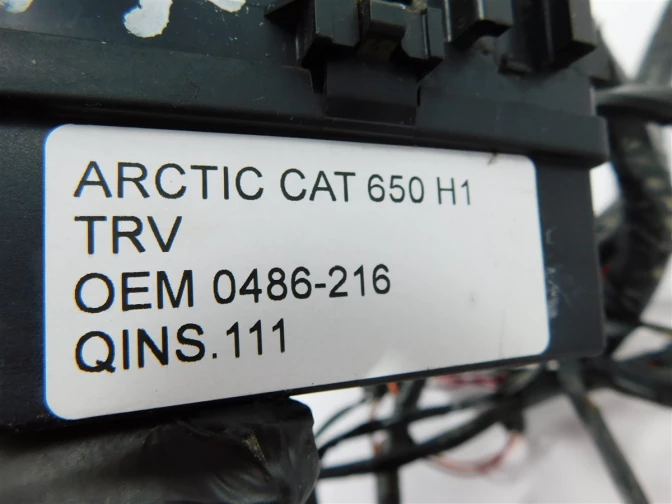 ARCTIC CAT 650 H1
TRV
OEM 0486-216
QINS.111